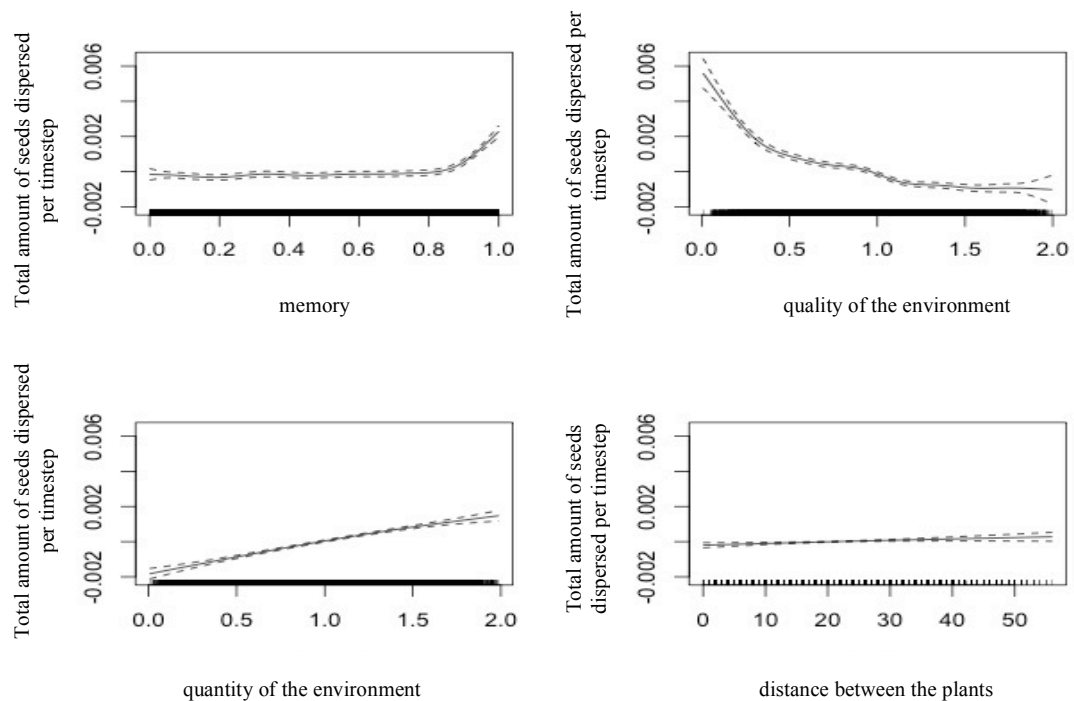 Total amount of seeds dispersed
per timestep
0.006
0.002
-0.002
0.0 0.2 0.4 0.6 0.8 1.0
memory
Total amount of seeds dispersed per
timestep
0.006
0.002
-0.002
0.0 0.5 1.0 1.5 2.0
quality of the environment
Total amount of seeds dispersed
per timestep
0.006
0.002
-0.002
0.0 0.5 1.0 1.5 2.0
quantity of the environment
Total amount of seeds
dispersed per timestep
0.006
0.002
-0.002
0 10 20 30 40 50
distance between the plants